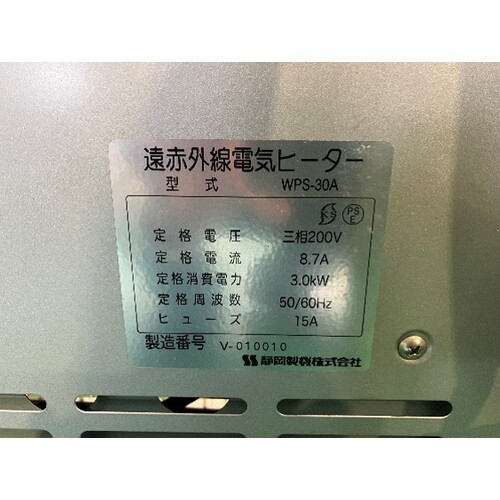 遠赤外線電気ヒーター
型式 WPS-30A
PS E
定格電圧 三相200V
定格電流 8.7A
定格消費電力 3.0kW
定格周波数 50/60Hz
ヒューズ 15A
製造番号 V-010010
静岡製機株式会社